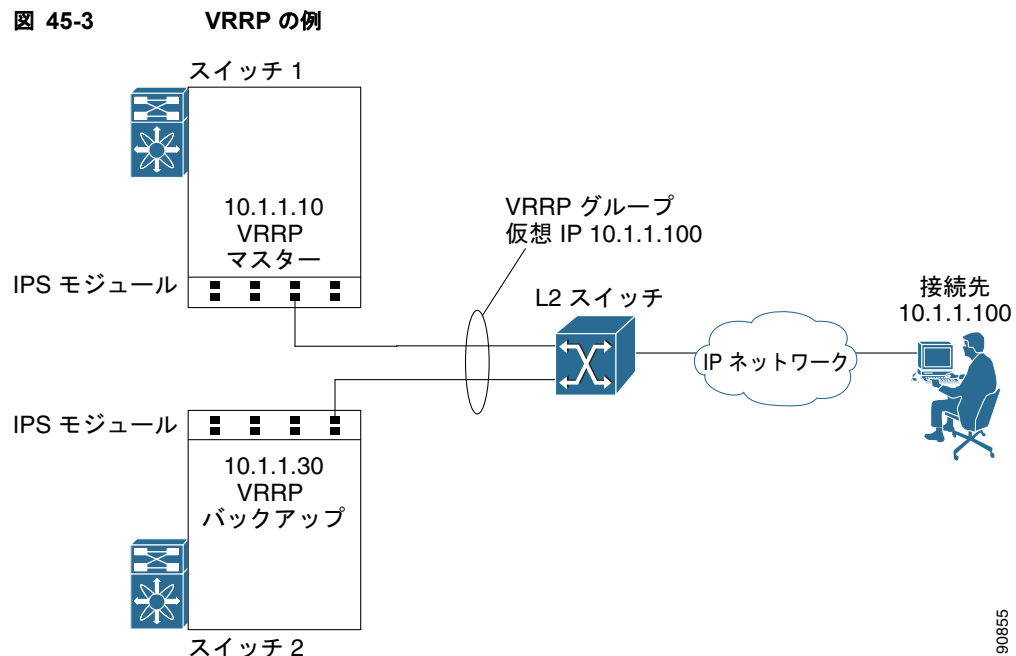 図 45-3 VRRP の例
スイッチ 1
10.1.1.10
VRRP
マスター
IPS モジュール
VRRP グループ
仮想 IP 10.1.1.100
L2 スイッチ
接続先
10.1.1.100
IP ネットワーク
IPS モジュール
10.1.1.30
VRRP
バックアップ
スイッチ 2
90855